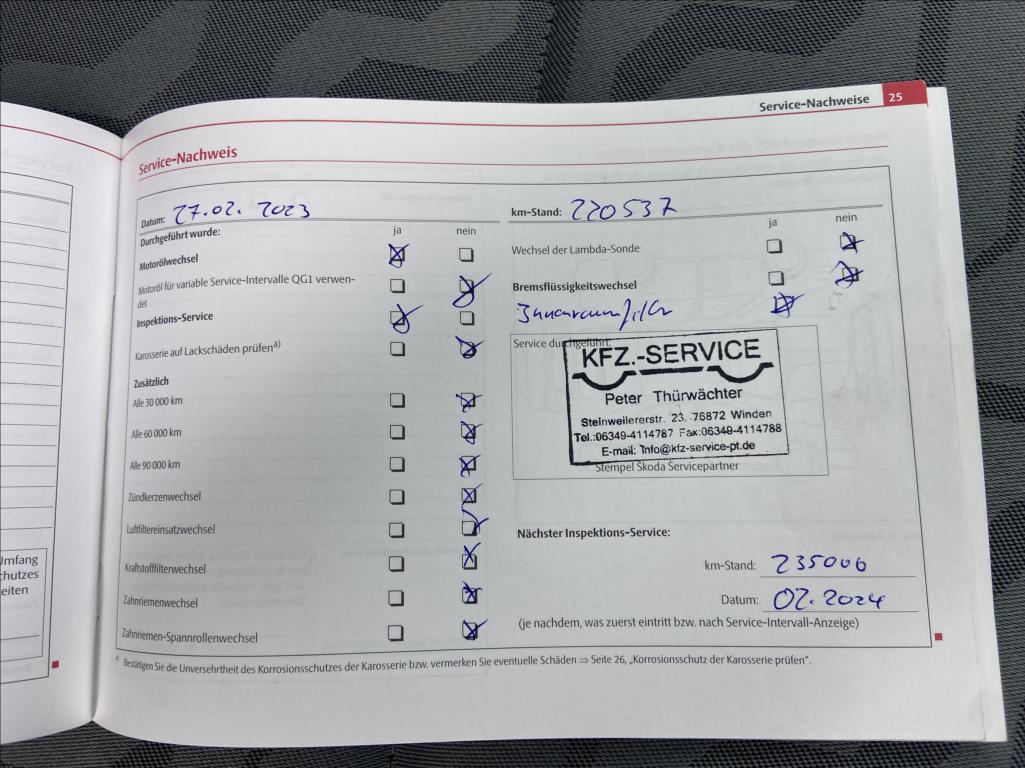 Service-Nachweise 25
Service-Nachweis
Datum: 27.02. 2023
km-Stand: 220537
Durchgeführt wurde:
ja nein
ja nein
Motorölwechsel
Motoröl für variable Service-Intervalle QG1 verwen-
det
Inspektions-Service
Karosserie auf Lackschäden prüfena)
Zusätzlich
Alle 30 000 km
Alle 60 000 km
Alle 90 000 km
Zündkerzenwechsel
Luftfiltereinsatzwechsel
Kraftstofffilterwechsel
Zahnriemenwechsel
Zahnriemen-Spannrollenwechsel
Wechsel der Lambda-Sonde
Bremsflüssigkeitswechsel
Innenraumfilter
Service durchgeführt:
KFZ.-SERVICE
Peter Thürwächter
Steinweilererstr. 23, 76872 Winden
Tel.:06349-4114787 Fax:06349-4114788
E-mail: Info@kfz-service-pt.de
Stempel Skoda Servicepartner
Nächster Inspektions-Service:
km-Stand: 235000
Datum: 02.2024
(je nachdem, was zuerst eintritt bzw. nach Service-Intervall-Anzeige)
a) Bestätigen Sie die Unversehrtheit des Korrosionsschutzes der Karosserie bzw. vermerken Sie eventuelle Schäden ⇒ Seite 26, „Korrosionsschutz der Karosserie prüfen“.